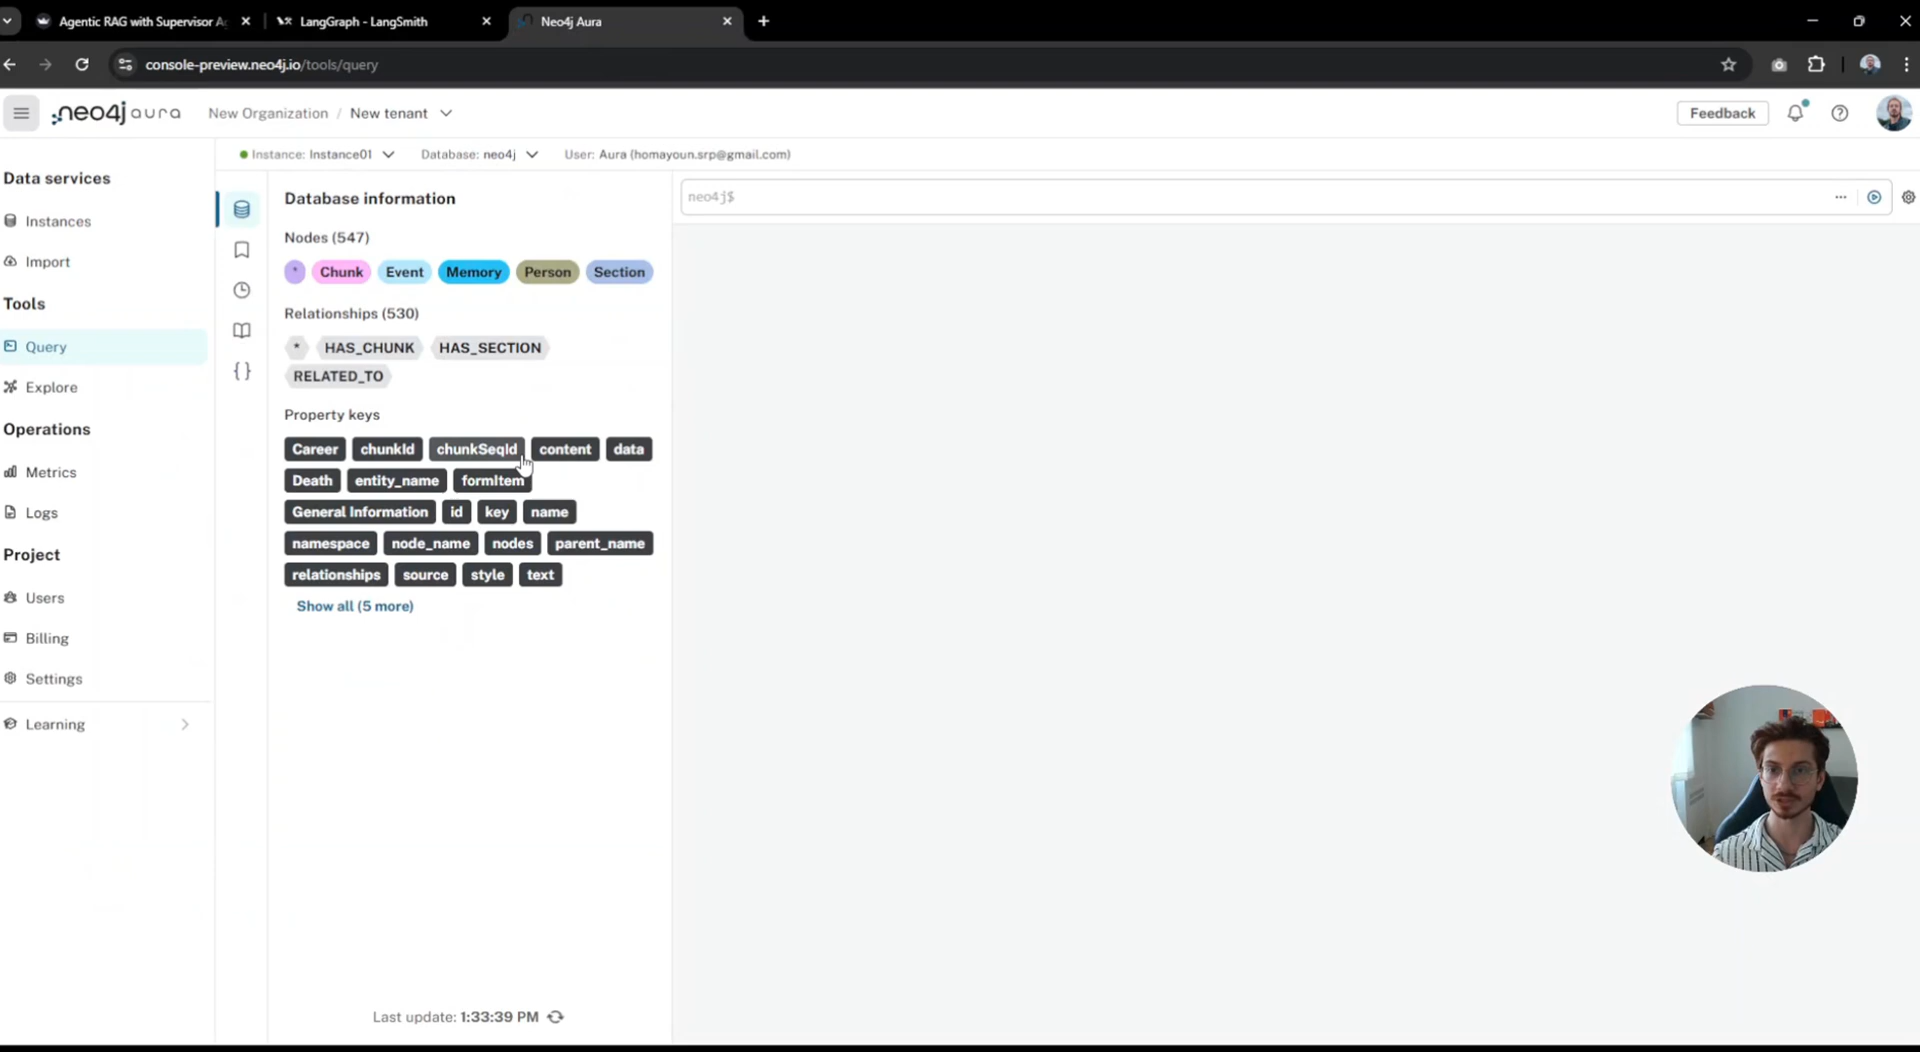 Agentic RAG with Supervisor Ag
LangGraph - LangSmith
Neo4j Aura
console-preview.neo4j.io/tools/query
neo4j aura
New Organization / New tenant
Feedback
Instance: Instance01
Database: neo4j
User: Aura (homayoun.srp@gmail.com)
Data services
Instances
Import
Tools
Query
Explore
Operations
Metrics
Logs
Project
Users
Billing
Settings
Learning
Database information
Nodes (547)
* Chunk Event Memory Person Section
Relationships (530)
* HAS_CHUNK HAS_SECTION
RELATED_TO
Property keys
Career chunkId chunkSeqId content data
Death entity_name formItem
General Information id key name
namespace node_name nodes parent_name
relationships source style text
Show all (5 more)
Last update: 1:33:39 PM
neo4j$